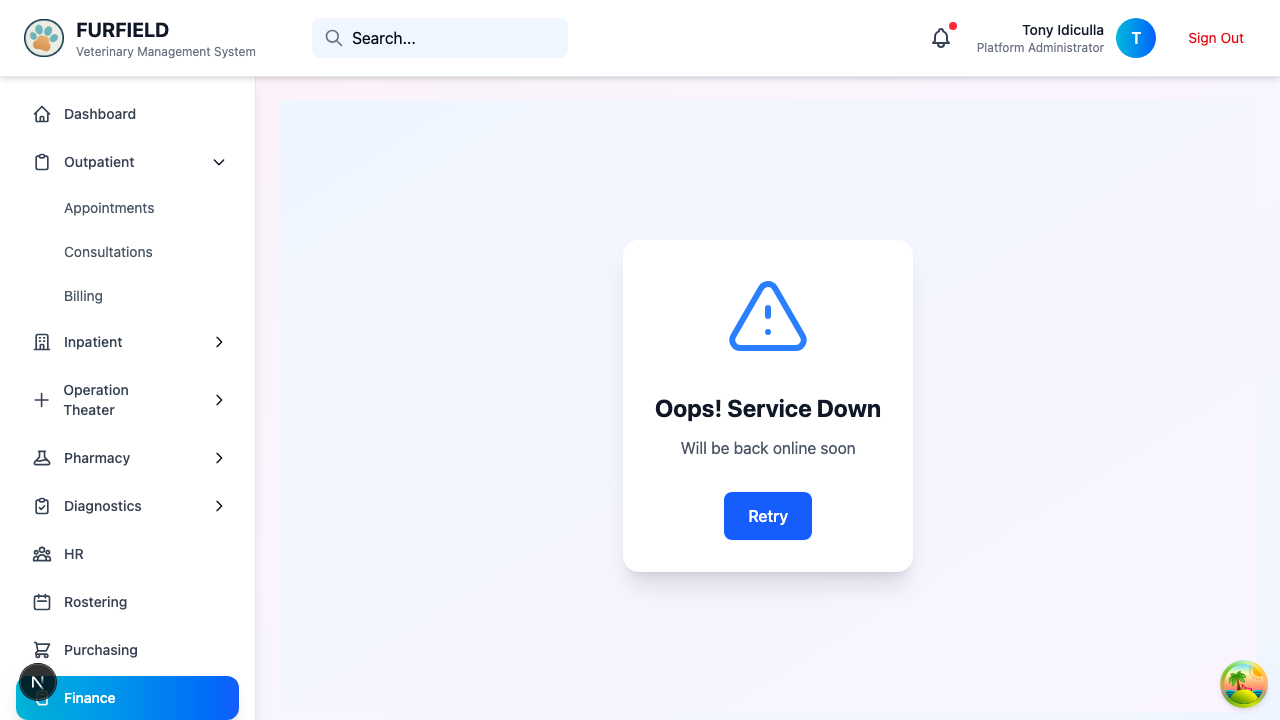 FURFIELD
Veterinary Management System
Search...
Tony Idiculla
Platform Administrator
T
Sign Out
Dashboard
Outpatient
Appointments
Consultations
Billing
Inpatient
Operation
Theater
Pharmacy
Diagnostics
HR
Rostering
Purchasing
N
Finance
Oops! Service Down
Will be back online soon
Retry